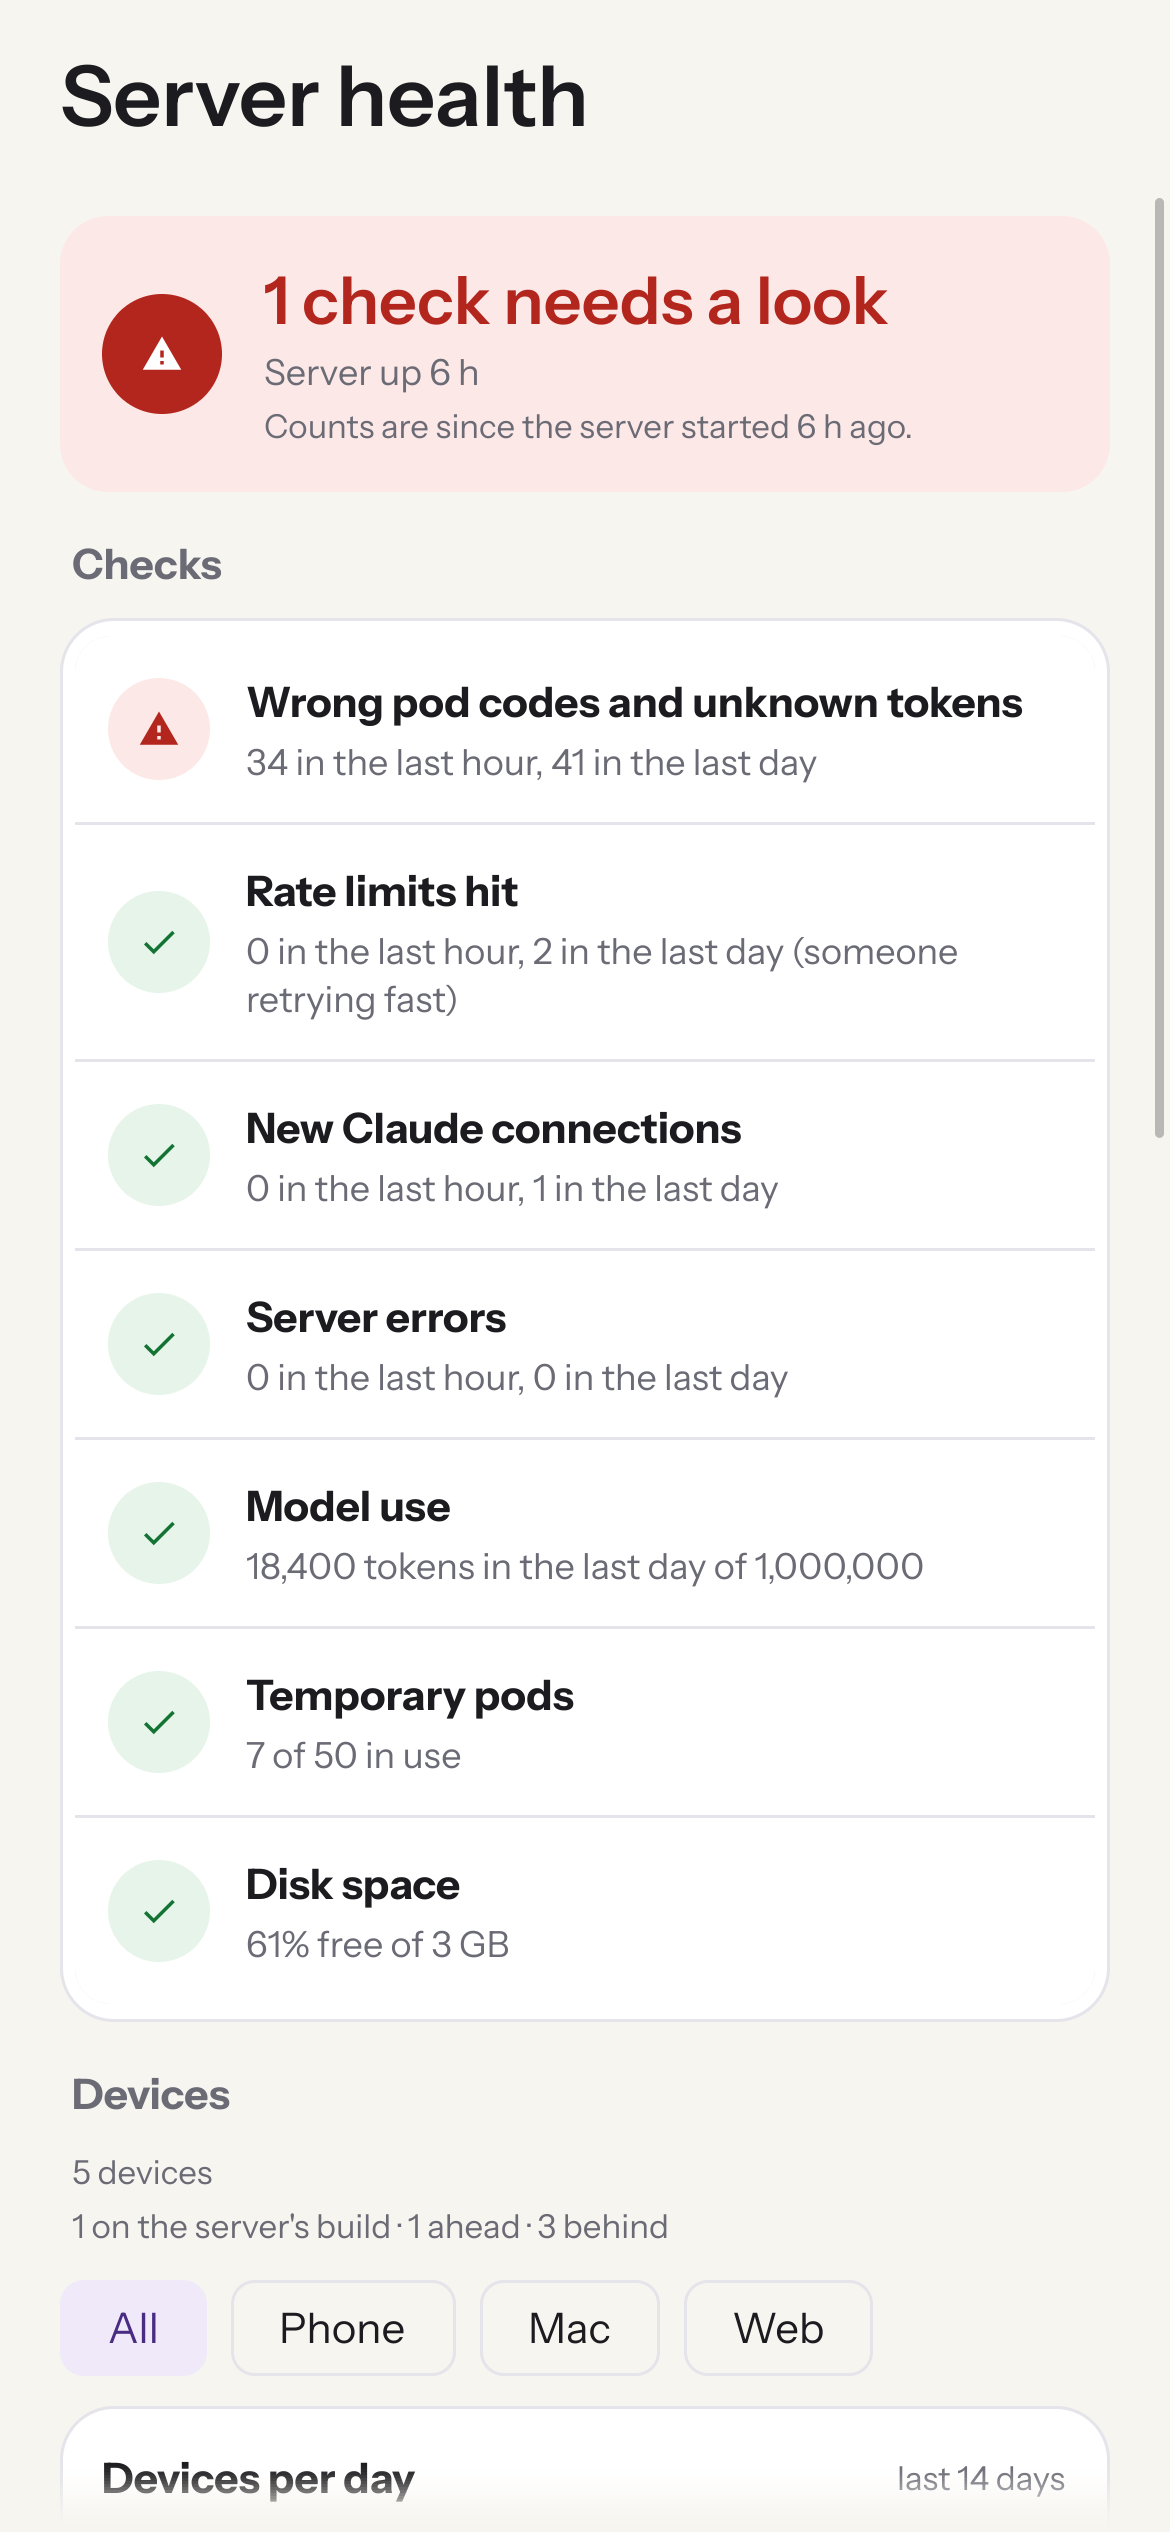 Server health
1 check needs a look
Server up 6 h
Counts are since the server started 6 h ago.
Checks
Wrong pod codes and unknown tokens
34 in the last hour, 41 in the last day
Rate limits hit
0 in the last hour, 2 in the last day (someone
retrying fast)
New Claude connections
0 in the last hour, 1 in the last day
Server errors
0 in the last hour, 0 in the last day
Model use
18,400 tokens in the last day of 1,000,000
Temporary pods
7 of 50 in use
Disk space
61% free of 3 GB
Devices
5 devices
1 on the server's build · 1 ahead · 3 behind
All Phone Mac Web
Devices per day last 14 days